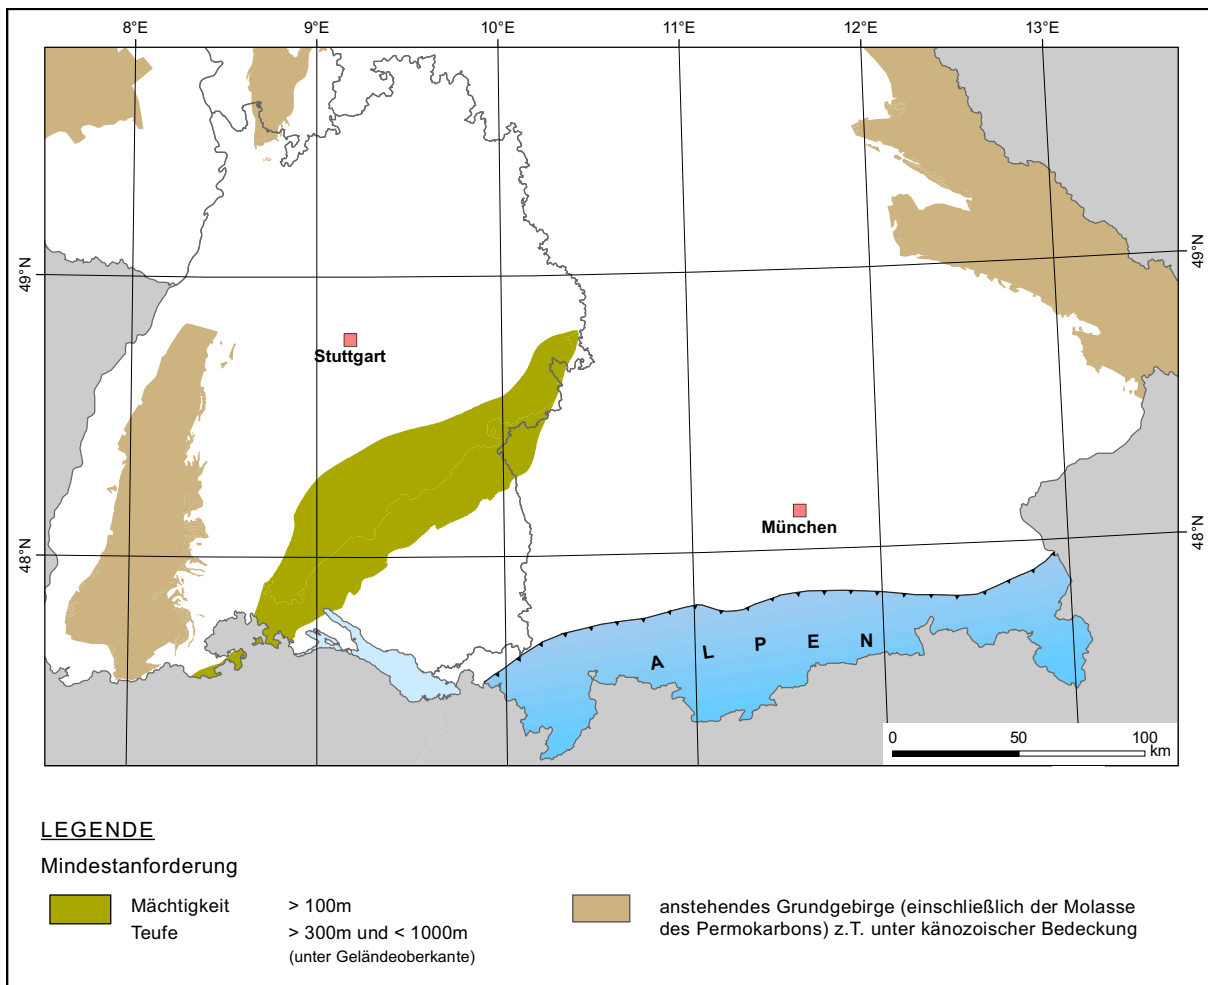 8°E 9°E 10°E 11°E 12°E 13°E
49°N 49°N
Stuttgart
München
48°N 48°N
A L P E N
0 50 100
km
LEGENDE
Mindestanforderung
Mächtigkeit > 100m
Teufe > 300m und < 1000m
(unter Geländeoberkante)
anstehendes Grundgebirge (einschließlich der Molasse
des Permokarbons) z.T. unter känozoischer Bedeckung